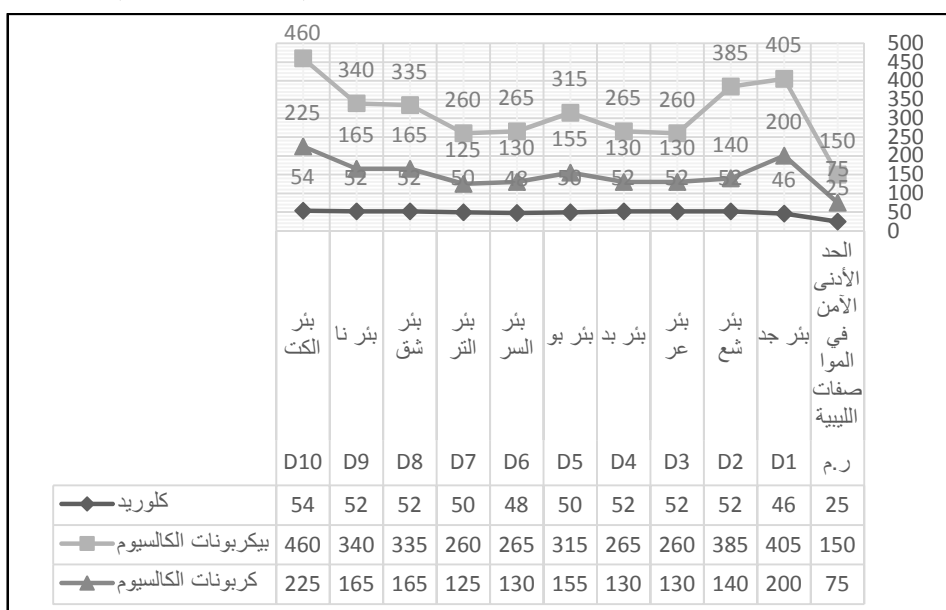 460 340 335 260 265 315 265 260 385 405 150
225 165 165 125 130 155 130 130 140 200 75
54 52 52 50 48 50 52 52 52 46 25
500
450
400
350
300
250
200
150
100
50
0
الحد الأدنى الآمن في الموا صفات الليبية
بئر جد
بئر شع
بئر عر
بئر بد
بئر بو
بئر السر
بئر التر
بئر شق
بئر نا
بئر الكت
ر.م D1 D2 D3 D4 D5 D6 D7 D8 D9 D10
كلوريد 54 52 52 50 48 50 52 52 52 46 25
بيكربونات الكالسيوم 460 340 335 260 265 315 265 260 385 405 150
كربونات الكالسيوم 225 165 165 125 130 155 130 130 140 200 75